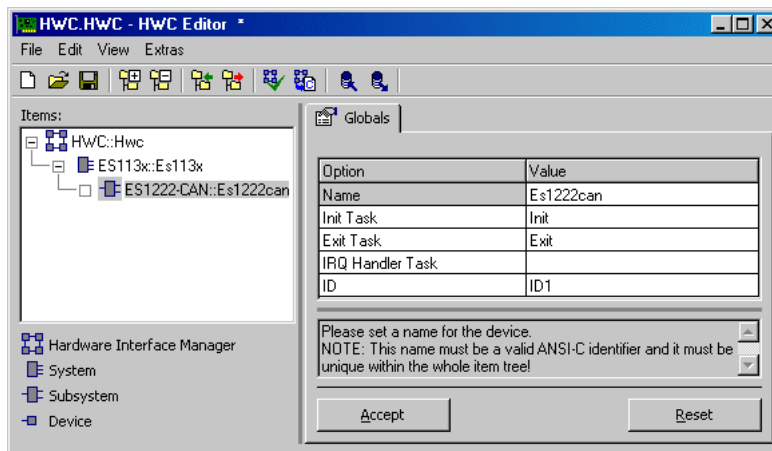 HWC.HWC - HWC Editor *
File Edit View Extras
Items:
HWC::Hwc
ES113x::Es113x
ES1222-CAN::Es1222can
Hardware Interface Manager
System
Subsystem
Device
Globals
Option Value
Name Es1222can
Init Task Init
Exit Task Exit
IRQ Handler Task
ID ID1
Please set a name for the device.
NOTE: This name must be a valid ANSI-C identifier and it must be
unique within the whole item tree!
Accept Reset